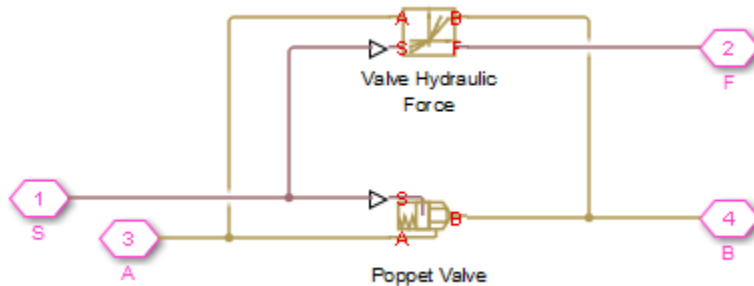 A B
S F
Valve Hydraulic
Force
2
F
1
S
S
A B
3
A
4
B
Poppet Valve